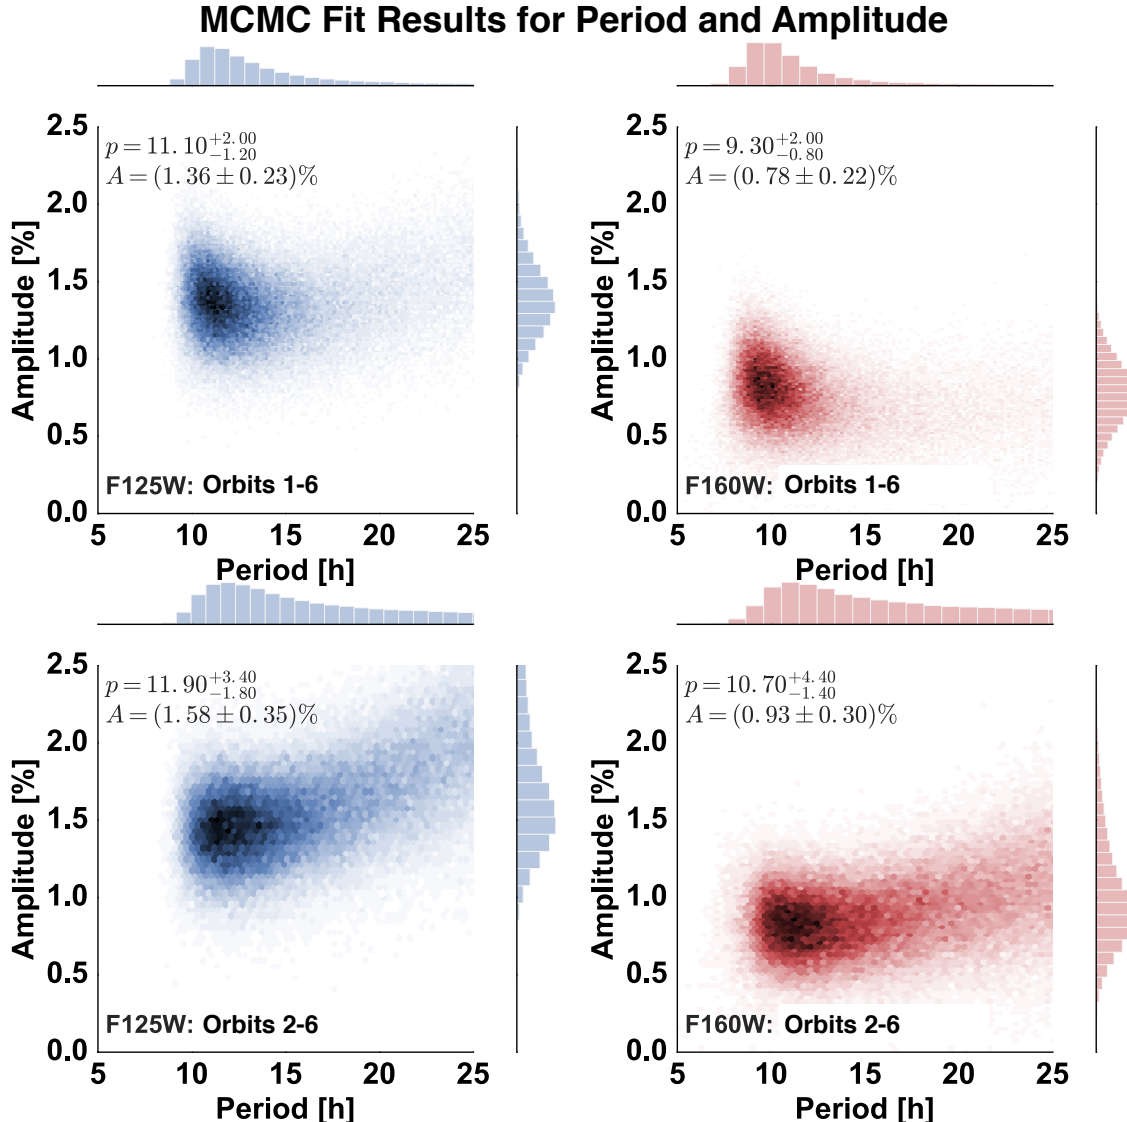 MCMC Fit Results for Period and Amplitude
2.5
2.0
1.5
1.0
0.5
0.0
Amplitude [%]
p = 11.10 +2.00 −1.20
A = (1.36 ± 0.23)%
F125W: Orbits 1-6
5 10 15 20 25
Period [h]
2.5
2.0
1.5
1.0
0.5
0.0
Amplitude [%]
p = 9.30 +2.00 −0.80
A = (0.78 ± 0.22)%
F160W: Orbits 1-6
5 10 15 20 25
Period [h]
2.5
2.0
1.5
1.0
0.5
0.0
Amplitude [%]
p = 11.90 +3.40 −1.80
A = (1.58 ± 0.35)%
F125W: Orbits 2-6
5 10 15 20 25
Period [h]
2.5
2.0
1.5
1.0
0.5
0.0
Amplitude [%]
p = 10.70 +4.40 −1.40
A = (0.93 ± 0.30)%
F160W: Orbits 2-6
5 10 15 20 25
Period [h]